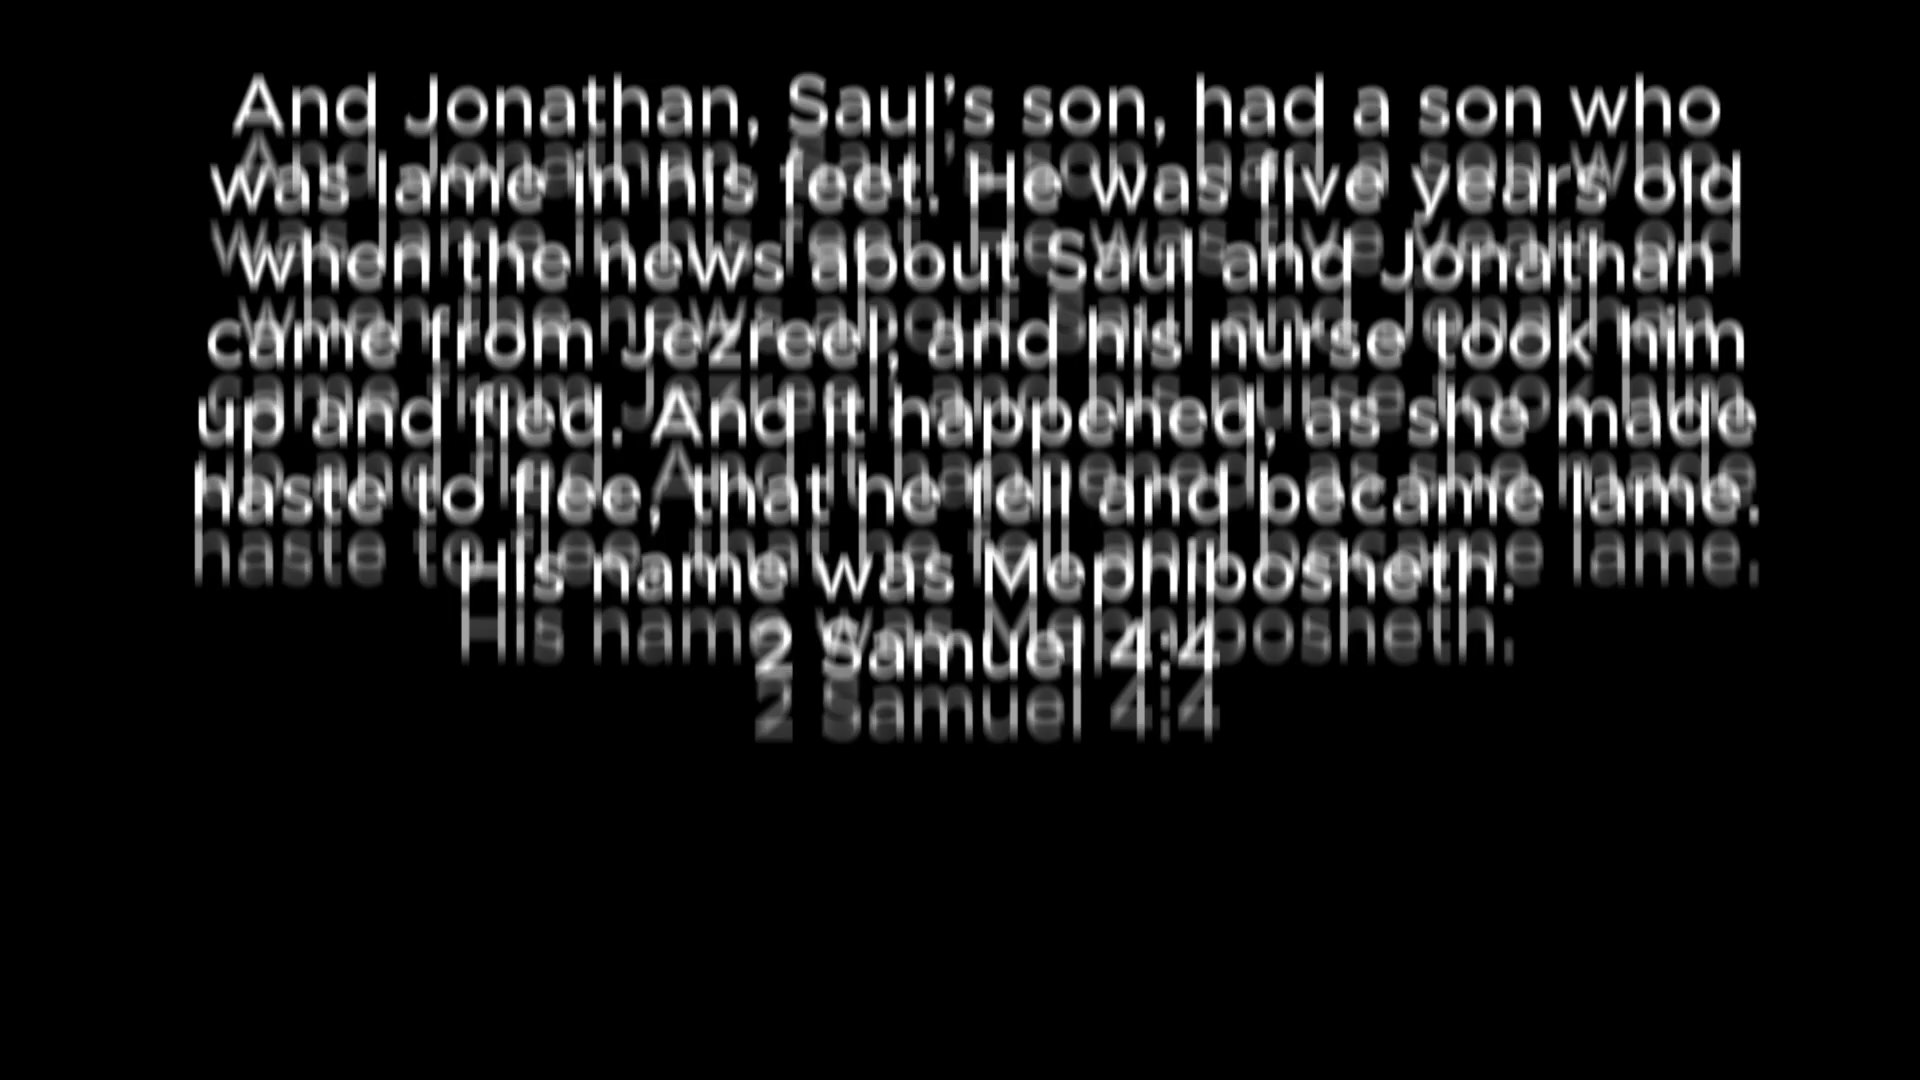 And Jonathan, Saul's son, had a son who
was lame in his feet. He was five years old
when the news about Saul and Jonathan
came from Jezreel; and his nurse took him
up and fled. And it happened, as she made
haste to flee, that he fell and became lame.
His name was Mephibosheth.
2 Samuel 4:4